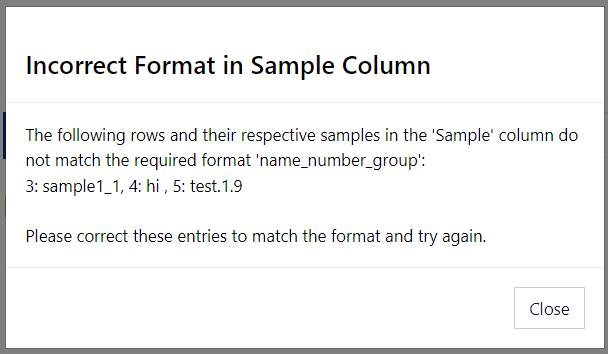 Incorrect Format in Sample Column
The following rows and their respective samples in the 'Sample' column do
not match the required format 'name_number_group':
3: sample1_1, 4: hi , 5: test.1.9
Please correct these entries to match the format and try again.
Close